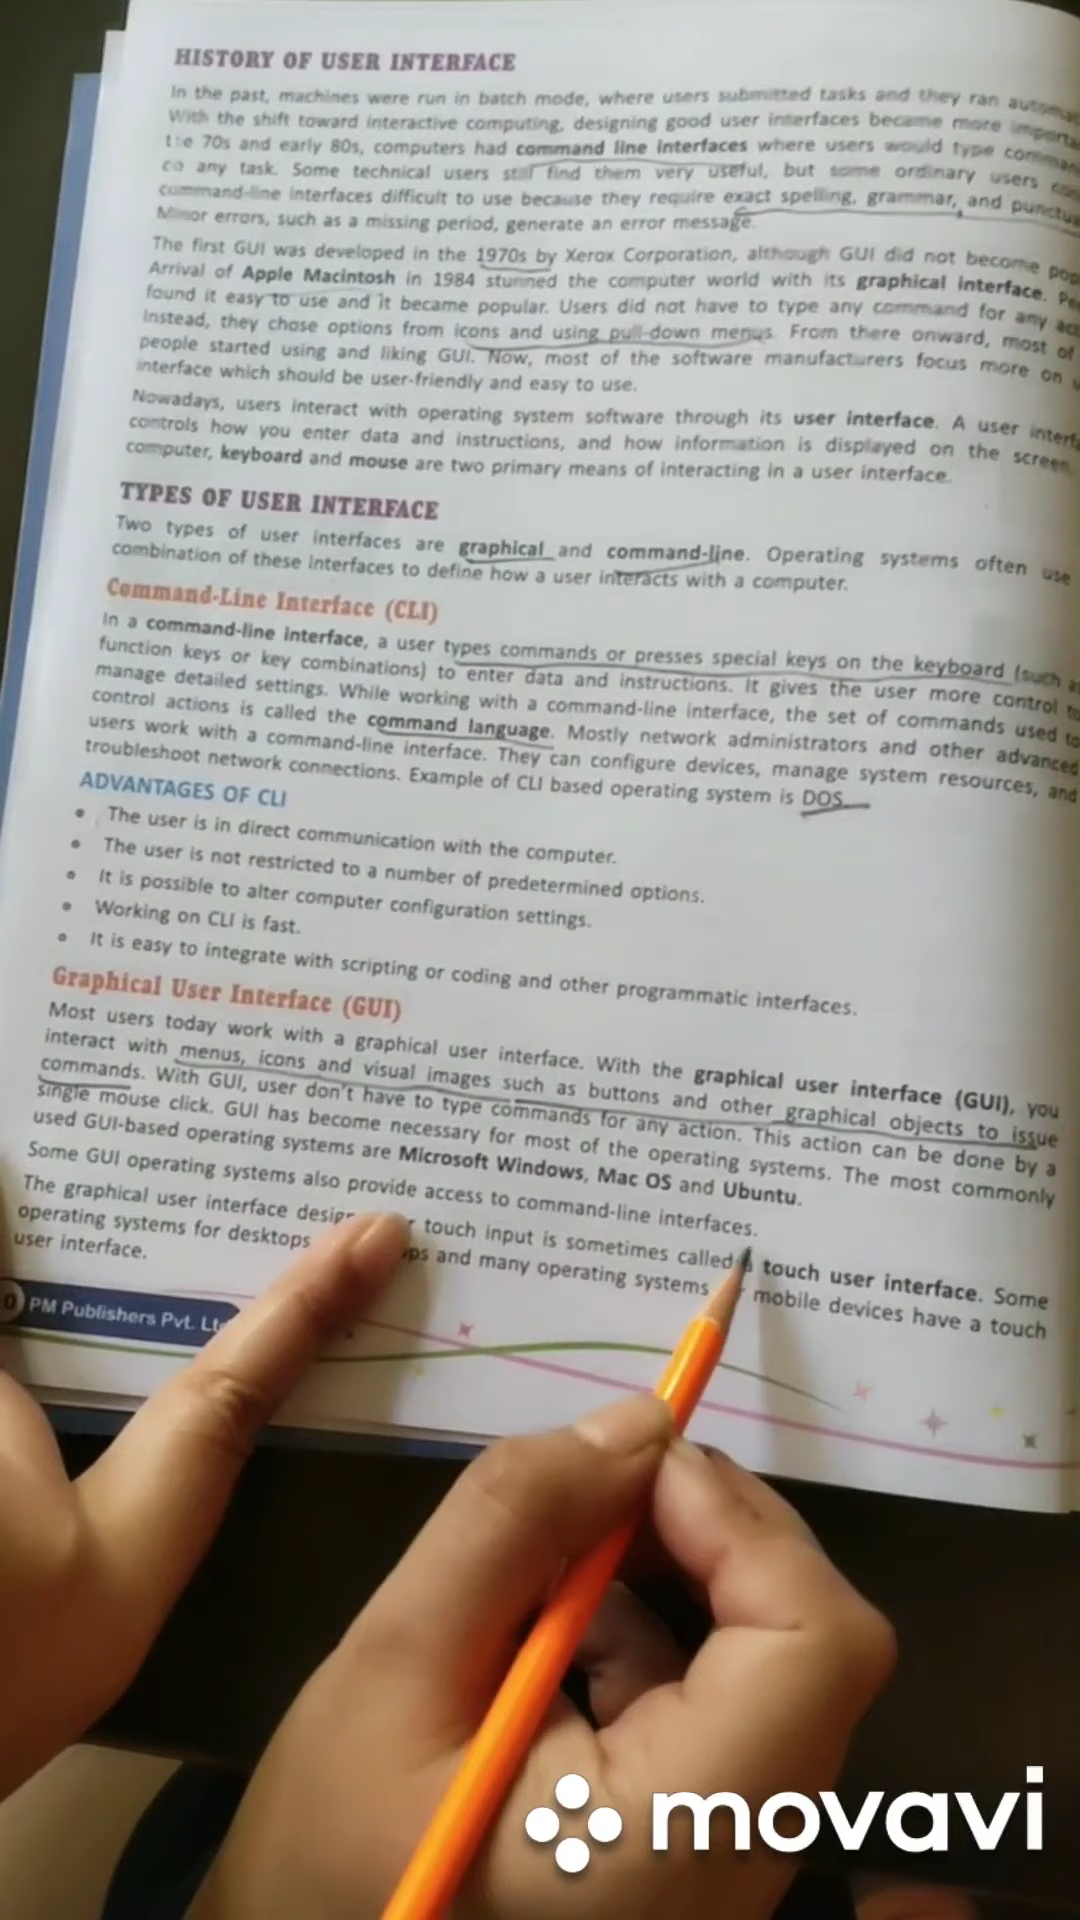 HISTORY OF USER INTERFACE
In the past, machines were run in batch mode, where users submitted tasks and they ran
With the shift toward interactive computing, designing good user interfaces became more
the 70s and early 80s, computers had command line interfaces where users would type
any task. Some technical users still find them very useful, but some ordinary users
command-line interfaces difficult to use because they require exact spelling, grammar, and
Minor errors, such as a missing period, generate an error message.
The first GUI was developed in the 1970s by Xerox Corporation, although GUI did not become
Arrival of Apple Macintosh in 1984 stunned the computer world with its graphical interface.
found it easy to use and it became popular. Users did not have to type any command for any
Instead, they chose options from icons and using pull-down menus. From there onward, most of
people started using and liking GUI. Now, most of the software manufacturers focus more on
interface which should be user-friendly and easy to use.
Nowadays, users interact with operating system software through its user interface. A user
controls how you enter data and instructions, and how information is displayed on the screen.
computer, keyboard and mouse are two primary means of interacting in a user interface.
TYPES OF USER INTERFACE
Two types of user interfaces are graphical and command-line. Operating systems often use
combination of these interfaces to define how a user interacts with a computer.
Command-Line Interface (CLI)
In a command-line interface, a user types commands or presses special keys on the keyboard (such as
function keys or key combinations) to enter data and instructions. It gives the user more control to
manage detailed settings. While working with a command-line interface, the set of commands used to
control actions is called the command language. Mostly network administrators and other advanced
users work with a command-line interface. They can configure devices, manage system resources, and
troubleshoot network connections. Example of CLI based operating system is DOS.
ADVANTAGES OF CLI
• The user is in direct communication with the computer.
• The user is not restricted to a number of predetermined options.
• It is possible to alter computer configuration settings.
• Working on CLI is fast.
• It is easy to integrate with scripting or coding and other programmatic interfaces.
Graphical User Interface (GUI)
Most users today work with a graphical user interface. With the graphical user interface (GUI), you
interact with menus, icons and visual images such as buttons and other graphical objects to issue
commands. With GUI, user don't have to type commands for any action. This action can be done by a
single mouse click. GUI has become necessary for most of the operating systems. The most commonly
used GUI-based operating systems are Microsoft Windows, Mac OS and Ubuntu.
Some GUI operating systems also provide access to command-line interfaces.
The graphical user interface touch input is sometimes called a touch user interface. Some
operating systems for desktops and many operating systems mobile devices have a touch
user interface.
0 PM Publishers Pvt. Ltd
movavi